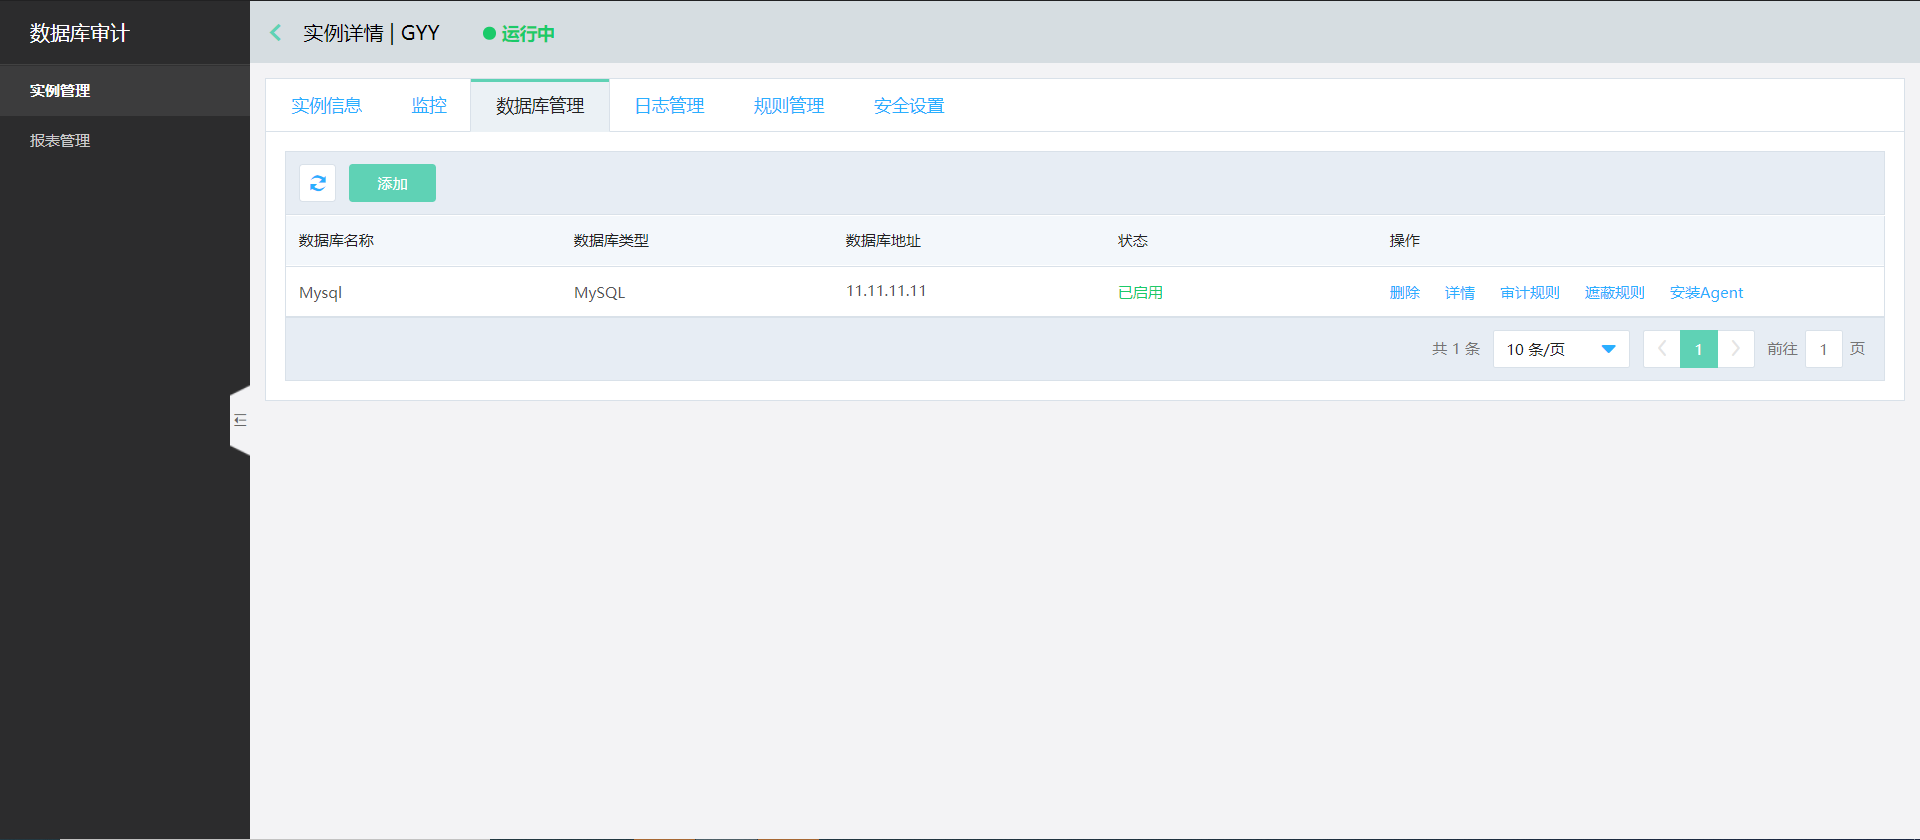 数据库审计
实例管理
报表管理
实例详情 | GYY 运行中
实例信息 监控 数据库管理 日志管理 规则管理 安全设置
添加
数据库名称 数据库类型 数据库地址 状态 操作
Mysql MySQL 11.11.11.11 已启用 删除 详情 审计规则 遮蔽规则 安装Agent
共 1 条 10 条/页 1 前往 1 页